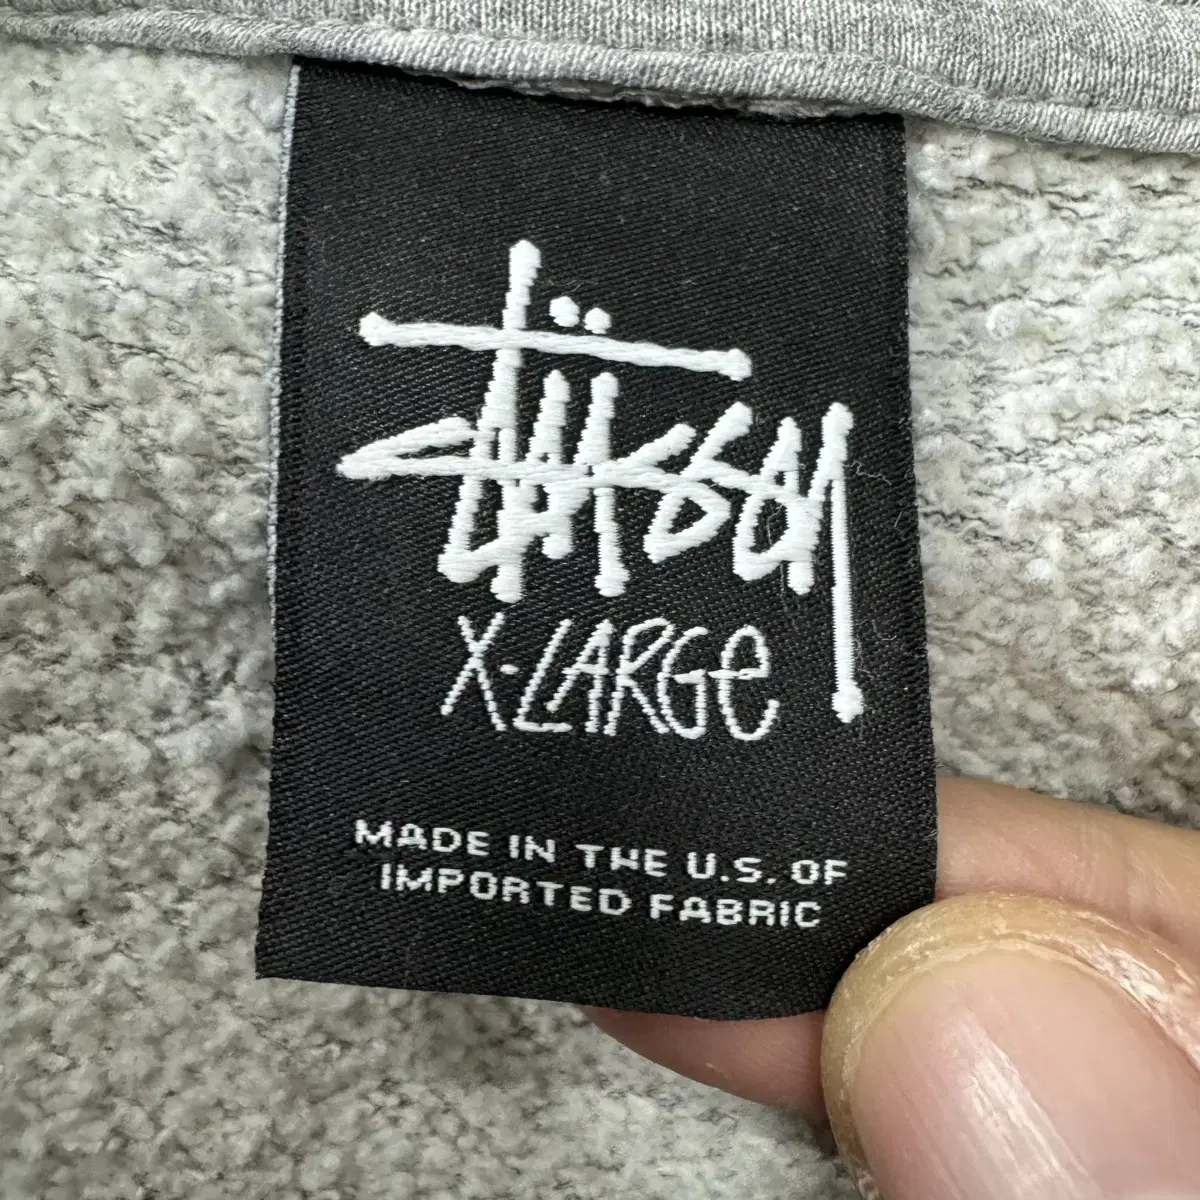 Stüssy
X-LARGe
MADE IN THE U.S. OF
IMPORTED FABRIC